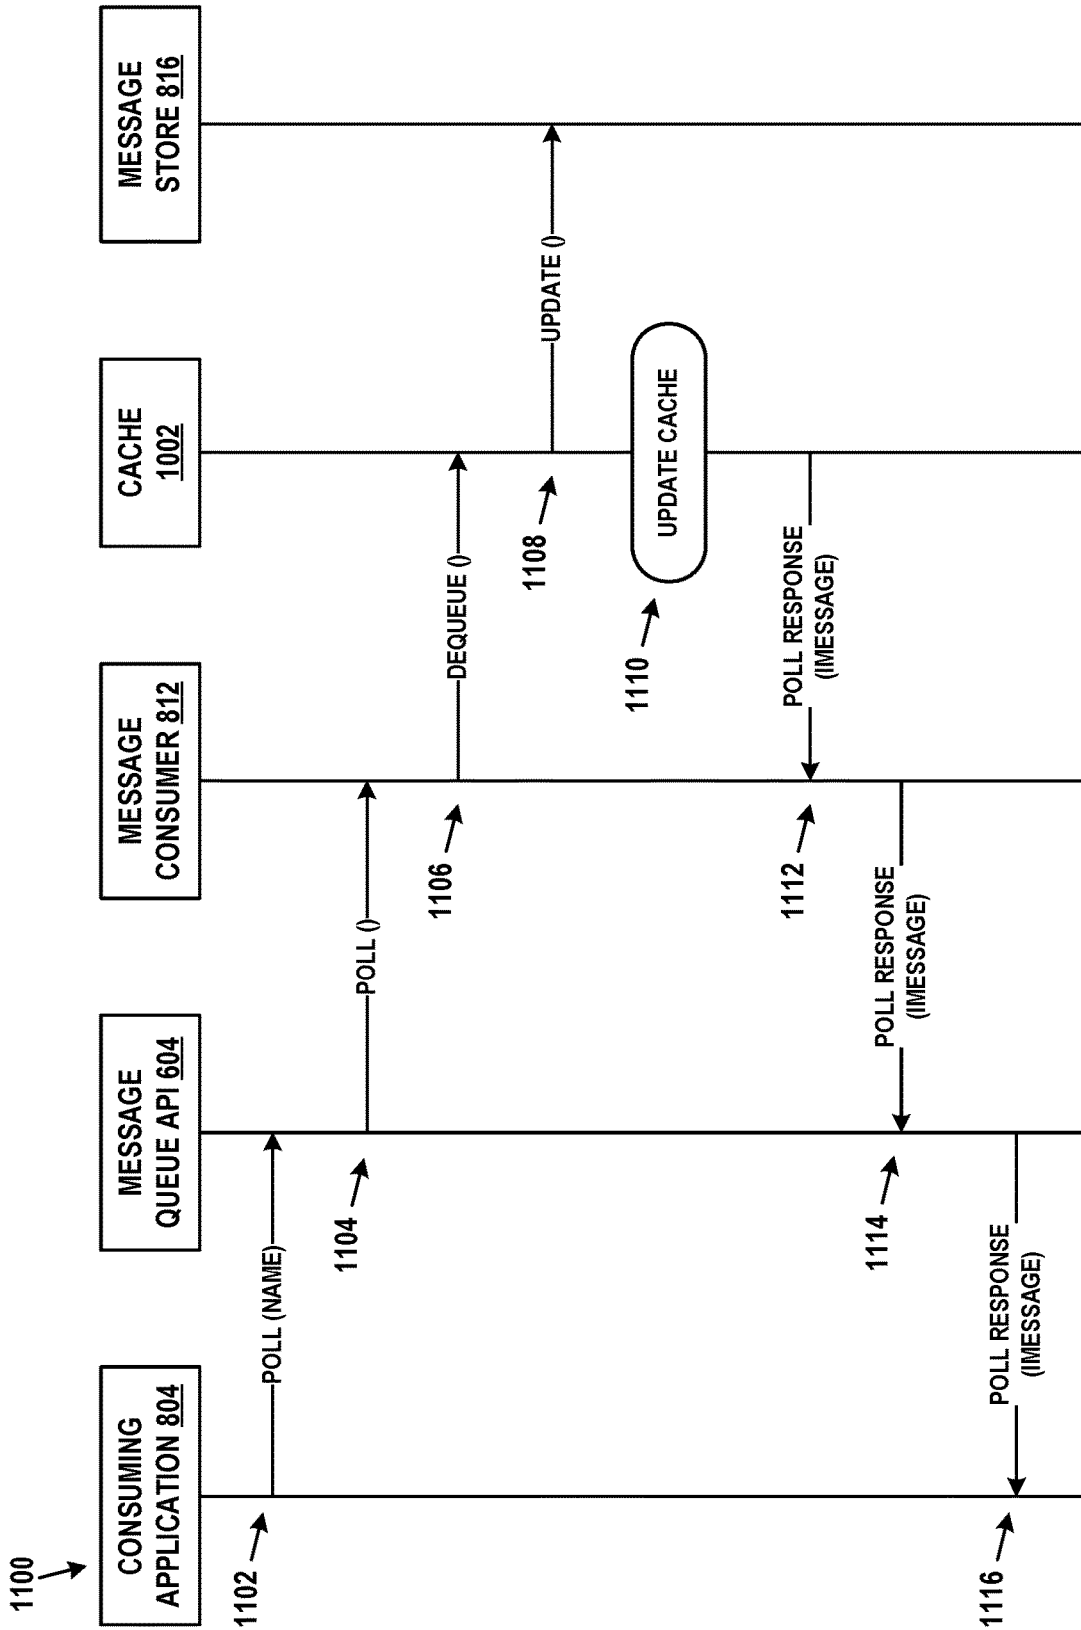 1100
CONSUMING
APPLICATION 804
MESSAGE
QUEUE API 604
MESSAGE
CONSUMER 812
CACHE
1002
MESSAGE
STORE 816
1102
POLL (NAME)
1104
POLL ()
1106
DEQUEUE ()
1108
UPDATE ()
1110
UPDATE CACHE
1112
POLL RESPONSE
(IMESSAGE)
1114
POLL RESPONSE
(IMESSAGE)
1116
POLL RESPONSE
(IMESSAGE)